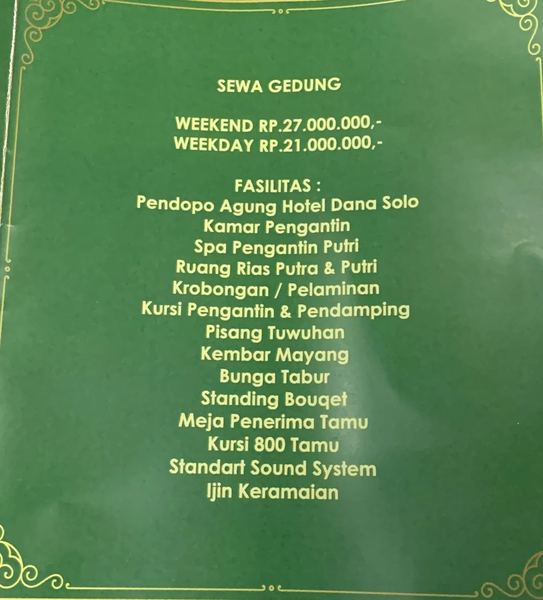 SEWA GEDUNG
WEEKEND RP.27.000.000,-
WEEKDAY RP.21.000.000,-
FASILITAS :
Pendopo Agung Hotel Dana Solo
Kamar Pengantin
Spa Pengantin Putri
Ruang Rias Putra & Putri
Krobongan / Pelaminan
Kursi Pengantin & Pendamping
Pisang Tuwuhan
Kembar Mayang
Bunga Tabur
Standing Bouqet
Meja Penerima Tamu
Kursi 800 Tamu
Standart Sound System
Ijin Keramaian